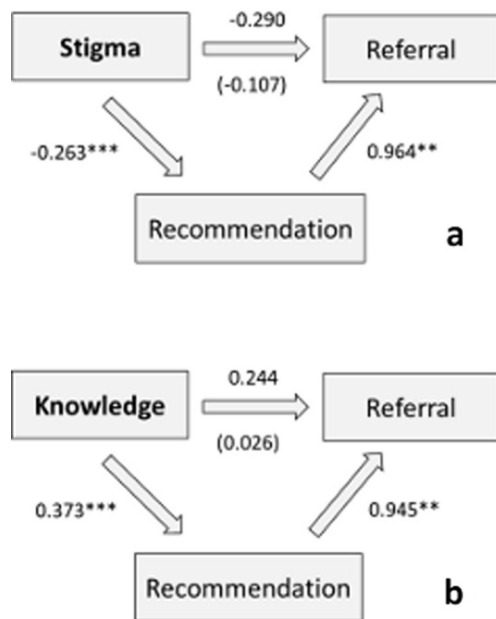 -0.290
Stigma
Referral
(-0.107)
-0.263***
0.964**
Recommendation
a
0.244
Knowledge
Referral
(0.026)
0.373***
0.945**
Recommendation
b